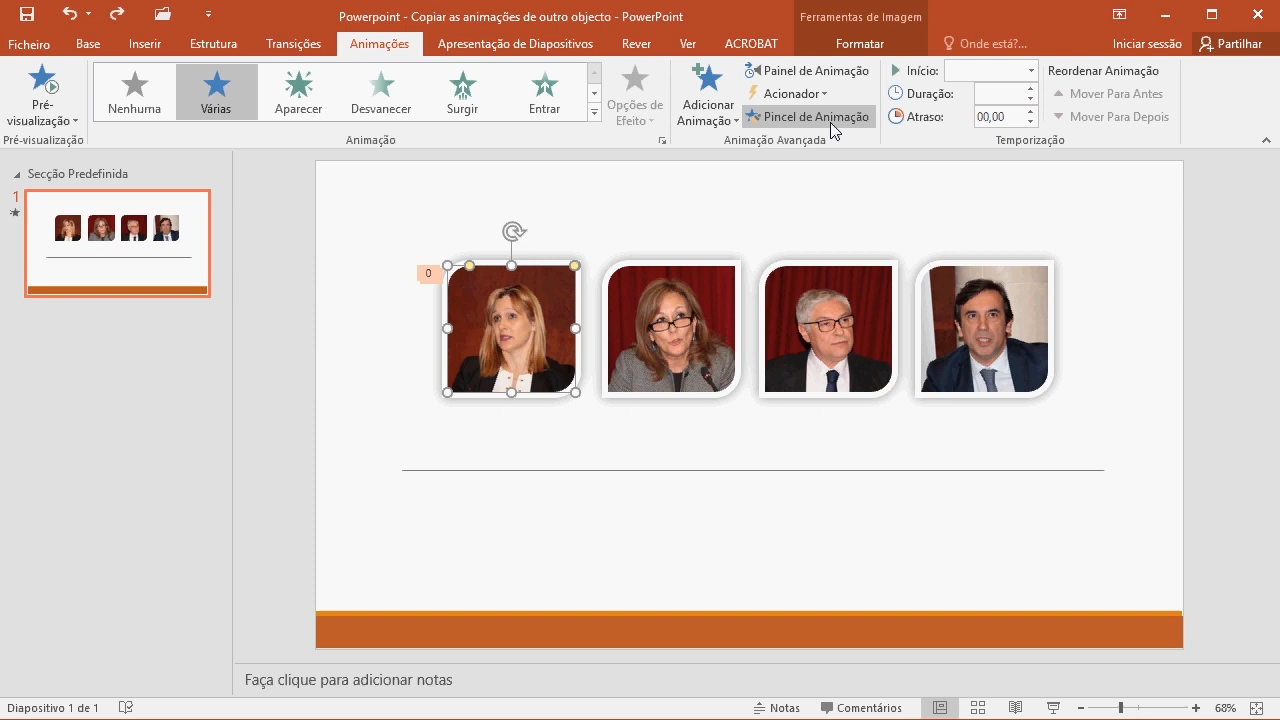 Powerpoint - Copiar as animações de outro objecto - PowerPoint
Ferramentas de Imagem
Ficheiro Base Inserir Estrutura Transições Animações Apresentação de Diapositivos Rever Ver ACROBAT Formatar Onde está?... Iniciar sessão Partilhar
Pré-
visualização
Pré-visualização
Nenhuma Várias Aparecer Desvanecer Surgir Entrar
Opções de
Efeito
Animação
Adicionar
Animação
Painel de Animação
Acionador
Pincel de Animação
Animação Avançada
Início:
Duração:
Atraso: 00,00
Reordenar Animação
Mover Para Antes
Mover Para Depois
Temporização
Secção Predefinida
1
0
Faça clique para adicionar notas
Diapositivo 1 de 1 Notas Comentários 68%